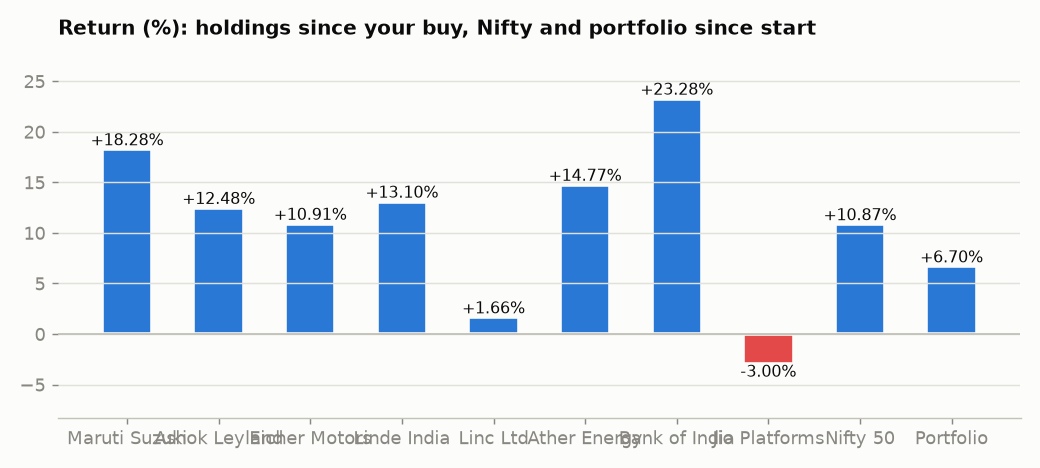 Return (%): holdings since your buy, Nifty and portfolio since start
25
20
15
10
5
0
−5
+18.28%
+12.48%
+10.91%
+13.10%
+1.66%
+14.77%
+23.28%
-3.00%
+10.87%
+6.70%
Maruti Suzuki
Ashok Leyland
Eicher Motors
Linde India
Linc Ltd
Ather Energy
Bank of India
Jio Platforms
Nifty 50
Portfolio